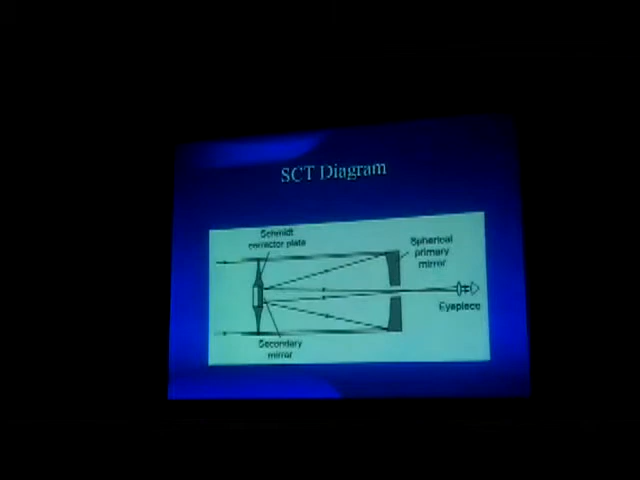 SCT Diagram
Schmidt
corrector plate
Spherical
primary
mirror
Eyepiece
Secondary
mirror